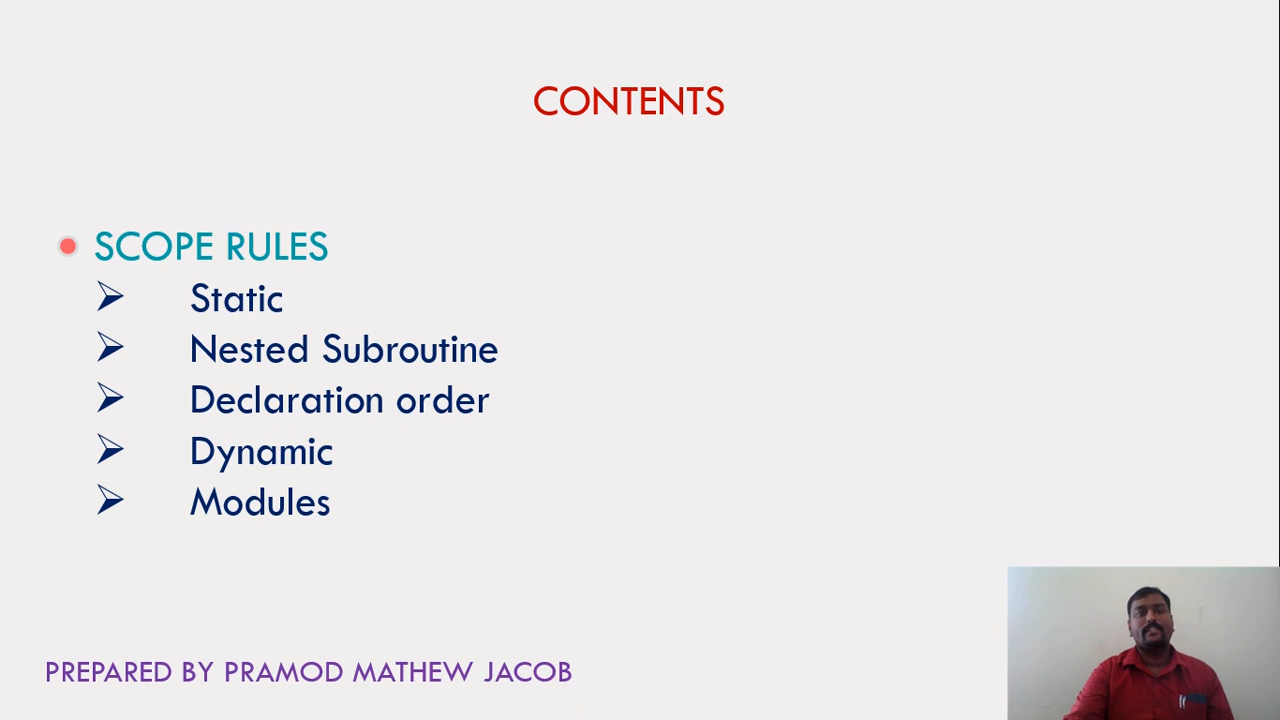 CONTENTS
SCOPE RULES
Static
Nested Subroutine
Declaration order
Dynamic
Modules
PREPARED BY PRAMOD MATHEW JACOB